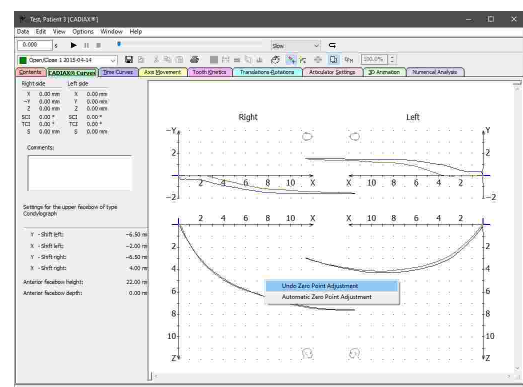 Test, Patient 3 [CADIAX®]
Data Edit View Options Window Help
0.000 s Slow
Open/Close 1 2015-04-14 100.0%
Contents CADIAX® Curves Time Curves Axis Movement Tooth Kinetics Translations-Rotations Articulator Settings 3D Animation Numerical Analysis
Right side Left side
X 0.00 mm X 0.00 mm
-Y 0.00 mm Y 0.00 mm
Z 0.00 mm Z 0.00 mm
SCI 0.00 ° SCI 0.00 °
TCI 0.00 ° TCI 0.00 °
S 0.00 mm S 0.00 mm
Comments:
Settings for the upper facebow of type
Condylograph
Y - Shift left: -6.50 m
X - Shift left: -2.00 m
Y - Shift right: -6.50 m
X - Shift right: 4.00 m
Anterior facebow height: 22.00 m
Anterior facebow depth: 0.00 m
Right Left
-Y Y
2 2
2 4 6 8 10 X X 10 8 6 4 2
-2 -2
2 4 6 8 10 X X 10 8 6 4 2
2 2
4 4
Undo Zero Point Adjustment
Automatic Zero Point Adjustment
6 6
8 8
10 10
Z Z